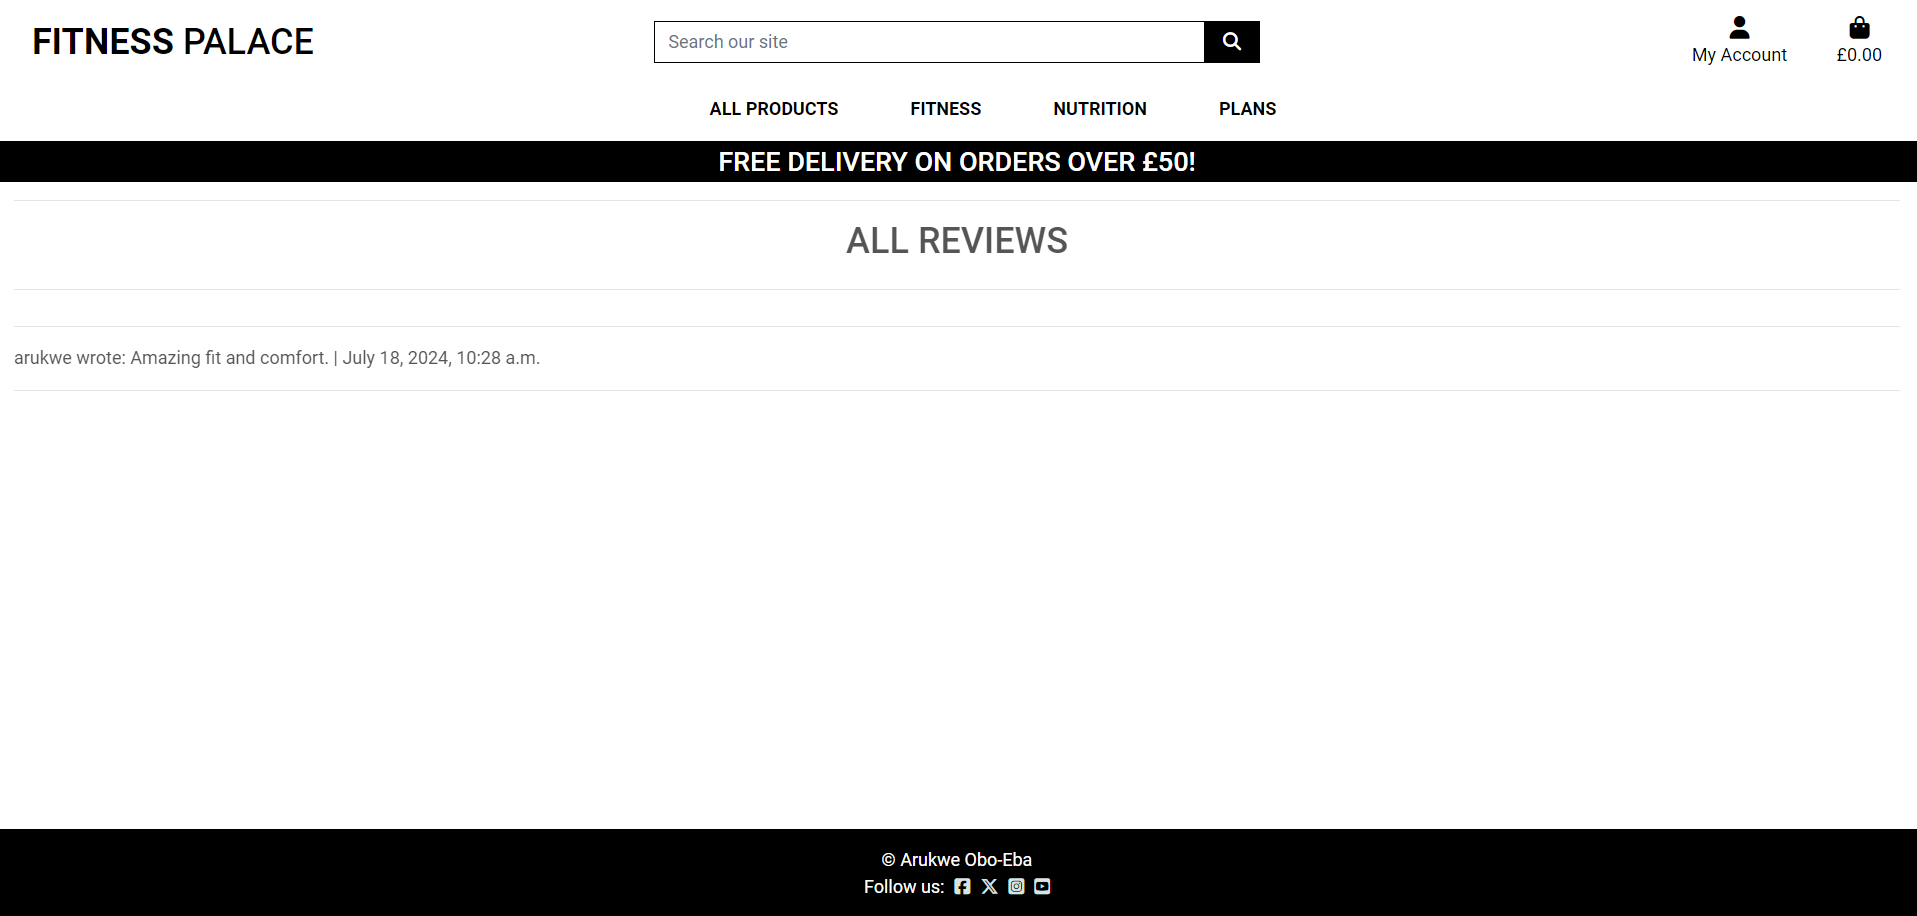 FITNESS PALACE
Search our site
My Account
£0.00
ALL PRODUCTS
FITNESS
NUTRITION
PLANS
FREE DELIVERY ON ORDERS OVER £50!
ALL REVIEWS
arukwe wrote: Amazing fit and comfort. | July 18, 2024, 10:28 a.m.
© Arukwe Obo-Eba
Follow us: